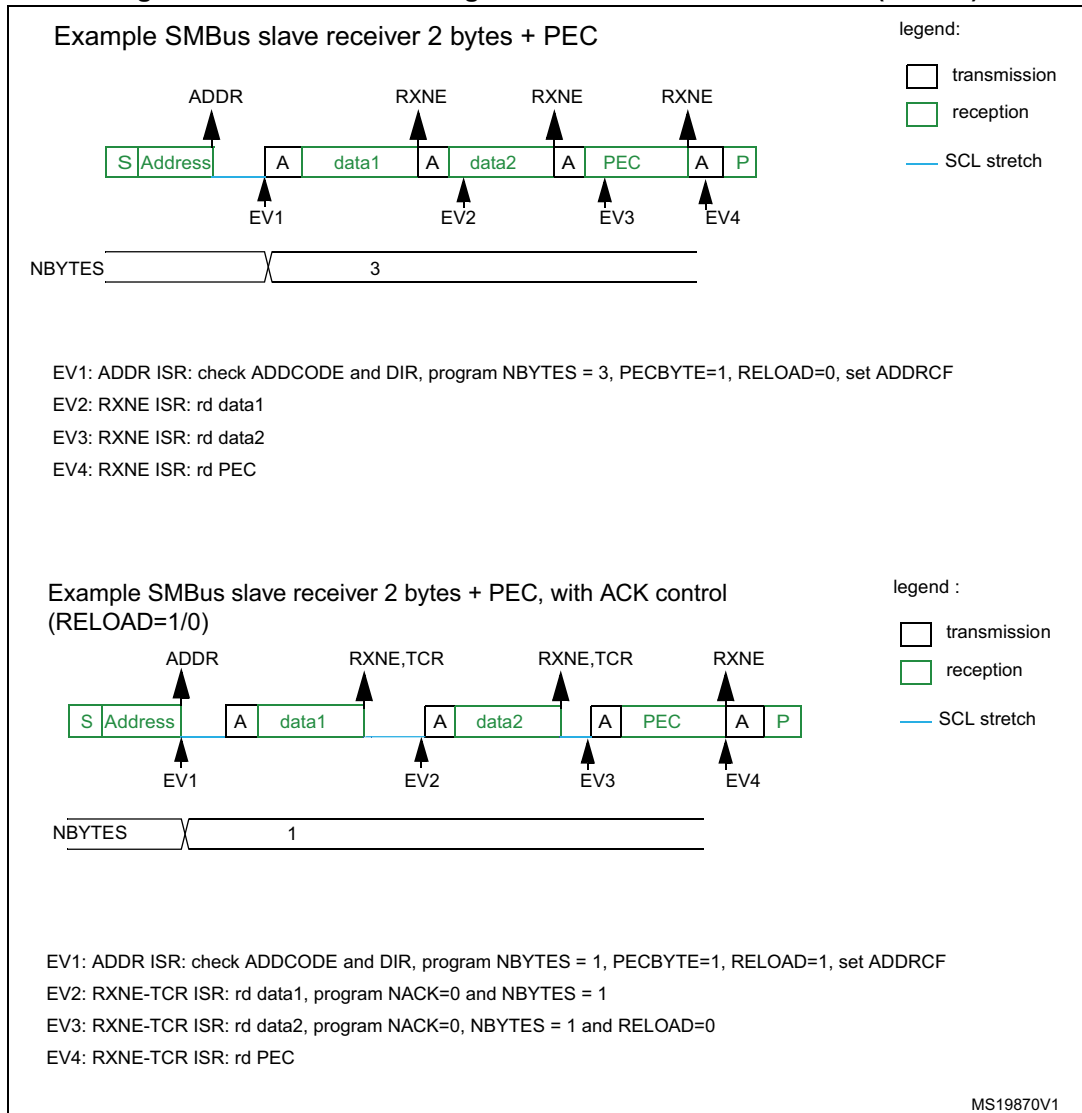 Example SMBus slave receiver 2 bytes + PEC
legend:
transmission
reception
SCL stretch
ADDR RXNE RXNE RXNE
S Address A data1 A data2 A PEC A P
EV1 EV2 EV3 EV4
NBYTES 3
EV1: ADDR ISR: check ADDCODE and DIR, program NBYTES = 3, PECBYTE=1, RELOAD=0, set ADDRCF
EV2: RXNE ISR: rd data1
EV3: RXNE ISR: rd data2
EV4: RXNE ISR: rd PEC
Example SMBus slave receiver 2 bytes + PEC, with ACK control
(RELOAD=1/0)
legend :
transmission
reception
SCL stretch
ADDR RXNE,TCR RXNE,TCR RXNE
S Address A data1 A data2 A PEC A P
EV1 EV2 EV3 EV4
NBYTES 1
EV1: ADDR ISR: check ADDCODE and DIR, program NBYTES = 1, PECBYTE=1, RELOAD=1, set ADDRCF
EV2: RXNE-TCR ISR: rd data1, program NACK=0 and NBYTES = 1
EV3: RXNE-TCR ISR: rd data2, program NACK=0, NBYTES = 1 and RELOAD=0
EV4: RXNE-TCR ISR: rd PEC
MS19870V1